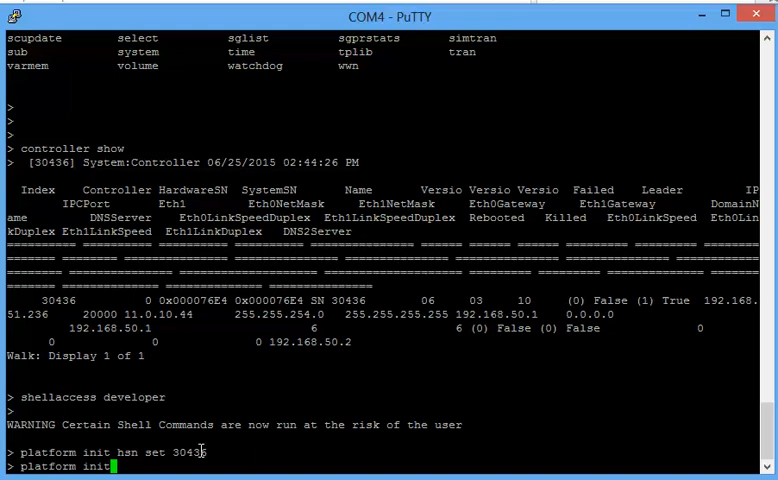 COM4 - PuTTY
scupdate select sglist sgprstats simtran
sub system time tplib tran
varmem volume watchdog wwn
>
>
>
> controller show
> [30436] System:Controller 06/25/2015 02:44:26 PM
Index Controller HardwareSN SystemSN Name Versio Versio Versio Failed Leader IP
IPCPort Eth1 Eth0NetMask Eth1NetMask Eth0Gateway Eth1Gateway DomainN
ame DNSServer Eth0LinkSpeedDuplex Eth1LinkSpeedDuplex Rebooted Killed Eth0LinkSpeed Eth0Lin
kDuplex Eth1LinkSpeed Eth1LinkDuplex DNS2Server
========== ========== ========== ========== ============ ====== ====== ====== ========= ========= ====
======= ========== =============== =============== =============== =============== =======
===== =============== =================== =================== ========= ========= ============= =======
======= ============= ============== ===============
30436 0 0x000076E4 0x000076E4 SN 30436 06 03 10 (0) False (1) True 192.168.
51.236 20000 11.0.10.44 255.255.254.0 255.255.255.255 192.168.50.1 0.0.0.0
192.168.50.1 6 6 (0) False (0) False 0
0 0 0 192.168.50.2
Walk: Display 1 of 1
> shellaccess developer
>
WARNING Certain Shell Commands are now run at the risk of the user
> platform init hsn set 30436
> platform init